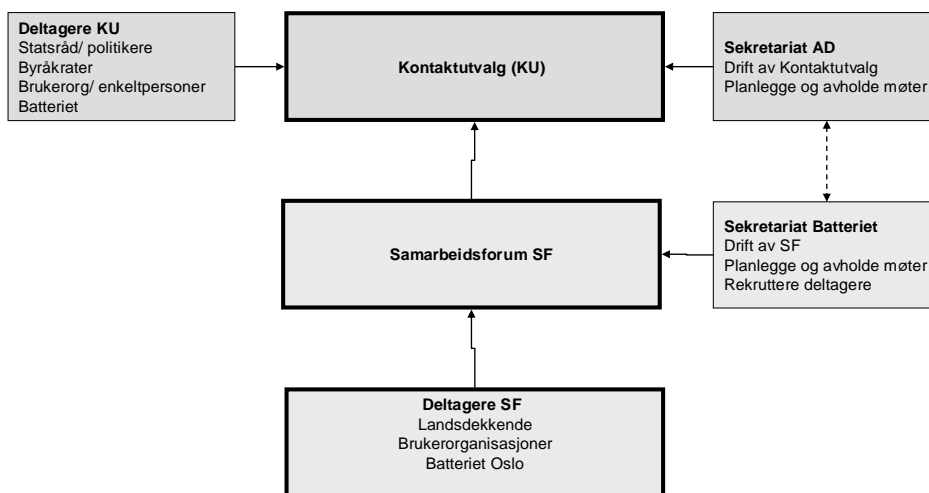 Deltagere KU
Statsråd/ politikere
Byråkrater
Brukerorg/ enkeltpersoner
Batteriet
Kontaktutvalg (KU)
Sekretariat AD
Drift av Kontaktutvalg
Planlegge og avholde møter
Samarbeidsforum SF
Sekretariat Batteriet
Drift av SF
Planlegge og avholde møter
Rekruttere deltagere
Deltagere SF
Landsdekkende
Brukerorganisasjoner
Batteriet Oslo